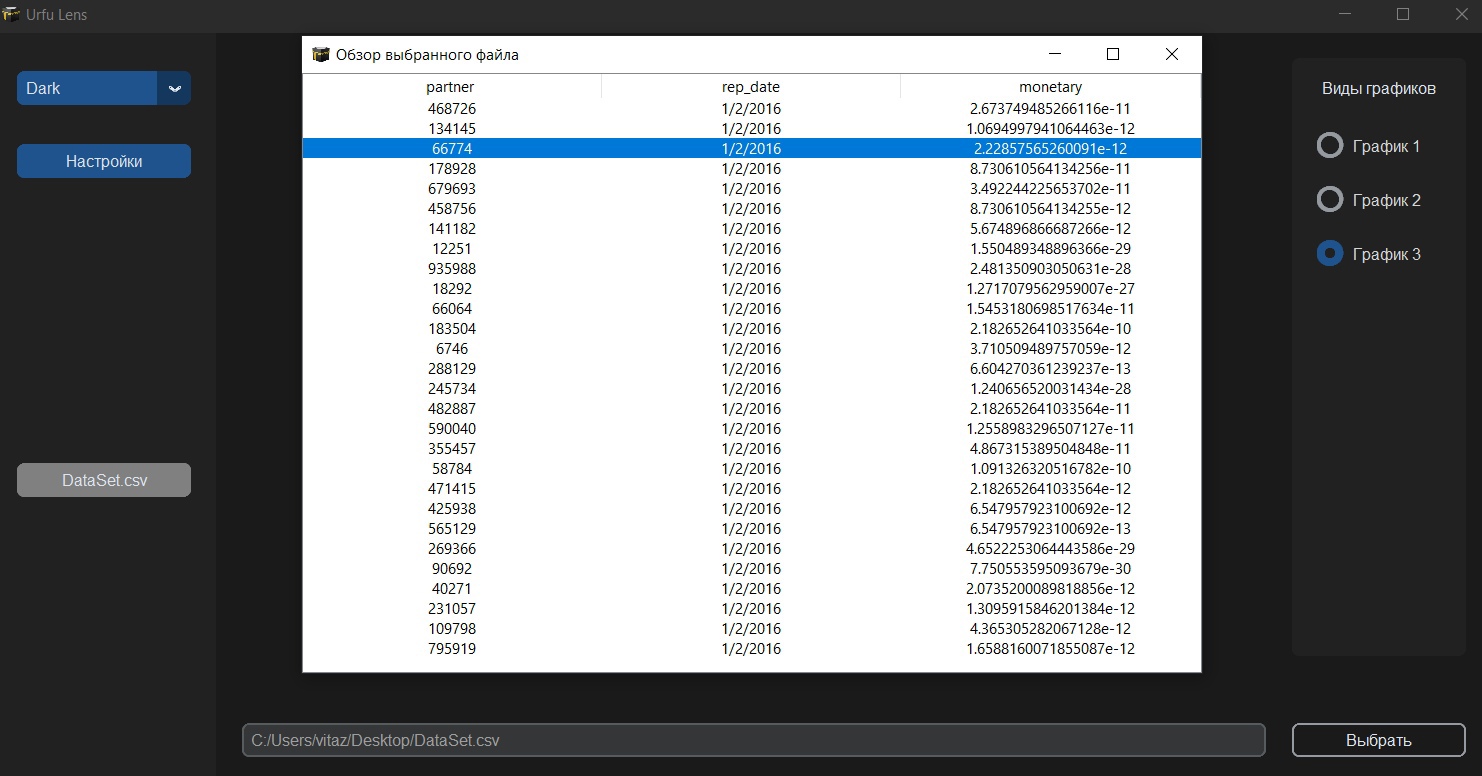 Urfu Lens
Dark
Настройки
DataSet.csv
Обзор выбранного файла
partner rep_date monetary
468726 1/2/2016 2.673749485266116e-11
134145 1/2/2016 1.0694997941064463e-12
66774 1/2/2016 2.22857565260091e-12
178928 1/2/2016 8.730610564134256e-11
679693 1/2/2016 3.492244225653702e-11
458756 1/2/2016 8.730610564134255e-12
141182 1/2/2016 5.674896866687266e-12
12251 1/2/2016 1.550489348896366e-29
935988 1/2/2016 2.481350903050631e-28
18292 1/2/2016 1.2717079562959007e-27
66064 1/2/2016 1.5453180698517634e-11
183504 1/2/2016 2.182652641033564e-10
6746 1/2/2016 3.710509489757059e-12
288129 1/2/2016 6.604270361239237e-13
245734 1/2/2016 1.240656520031434e-28
482887 1/2/2016 2.182652641033564e-11
590040 1/2/2016 1.2558983296507127e-11
355457 1/2/2016 4.867315389504848e-11
58784 1/2/2016 1.091326320516782e-10
471415 1/2/2016 2.182652641033564e-12
425938 1/2/2016 6.547957923100692e-12
565129 1/2/2016 6.547957923100692e-13
269366 1/2/2016 4.6522253064443586e-29
90692 1/2/2016 7.750553595093679e-30
40271 1/2/2016 2.0735200089818856e-12
231057 1/2/2016 1.3095915846201384e-12
109798 1/2/2016 4.365305282067128e-12
795919 1/2/2016 1.6588160071855087e-12
Виды графиков
График 1
График 2
График 3
C:/Users/vitaz/Desktop/DataSet.csv
Выбрать